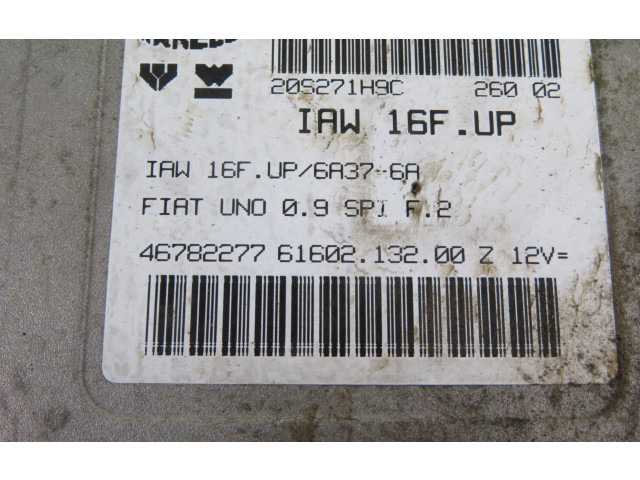 20S271H9C 260 02
IAW 16F.UP
IAW 16F.UP/6A37-6A
FIAT UNO 0.9 SPI F.2
46782277 61602.132.00 Z 12V=